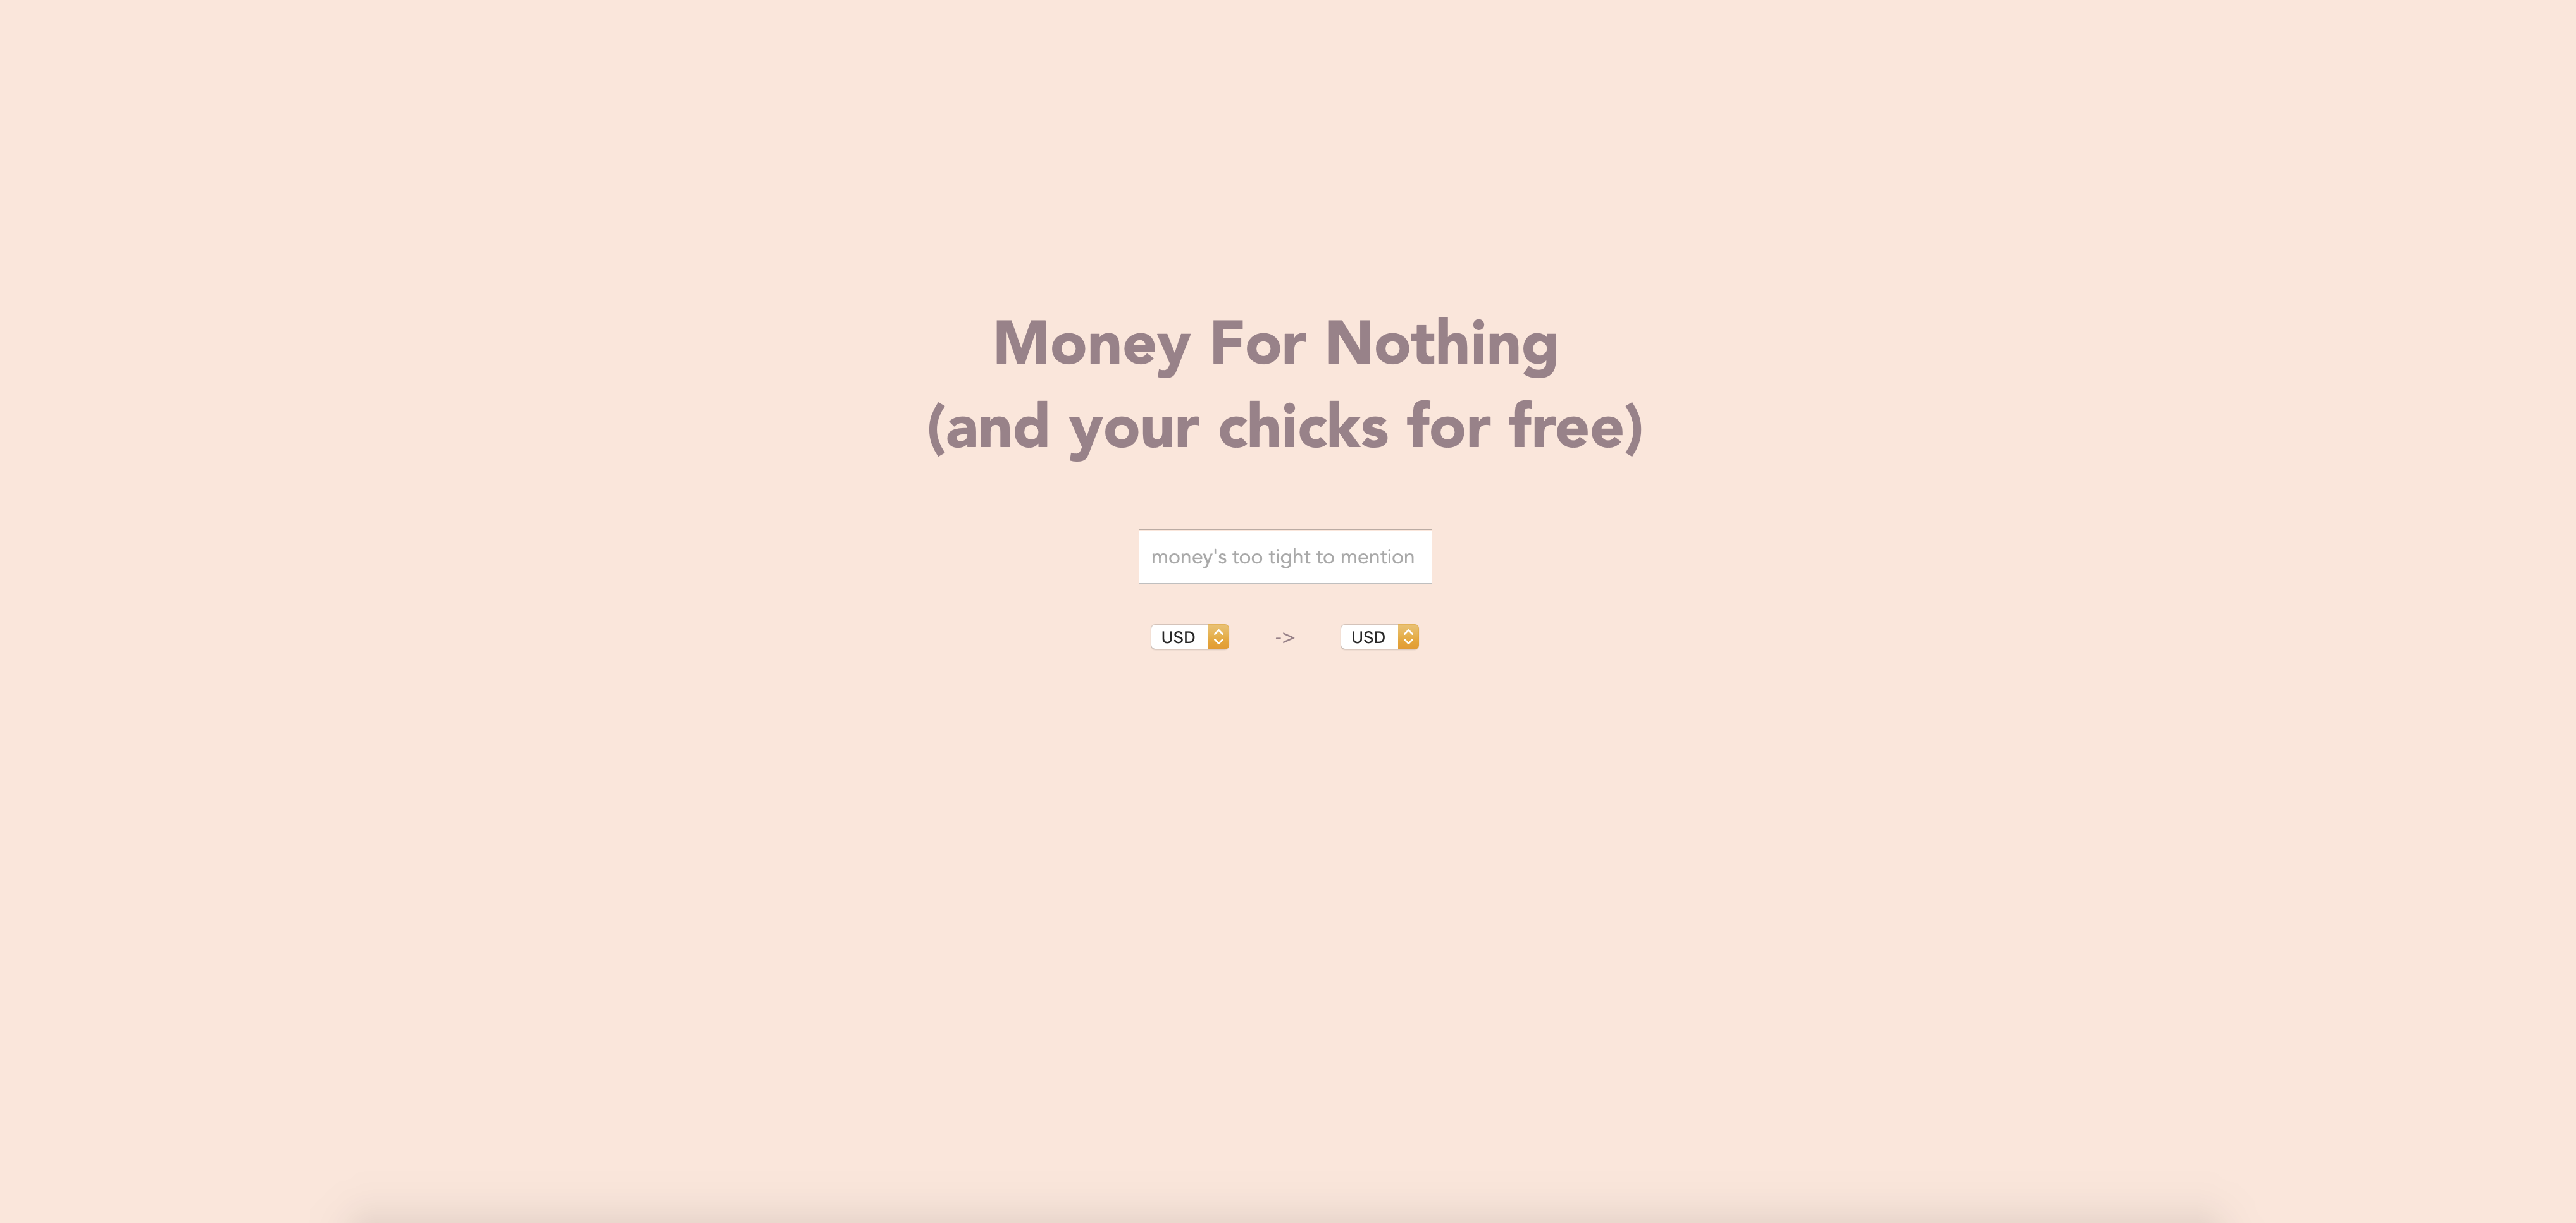 Money For Nothing
(and your chicks for free)
money's too tight to mention
USD -> USD